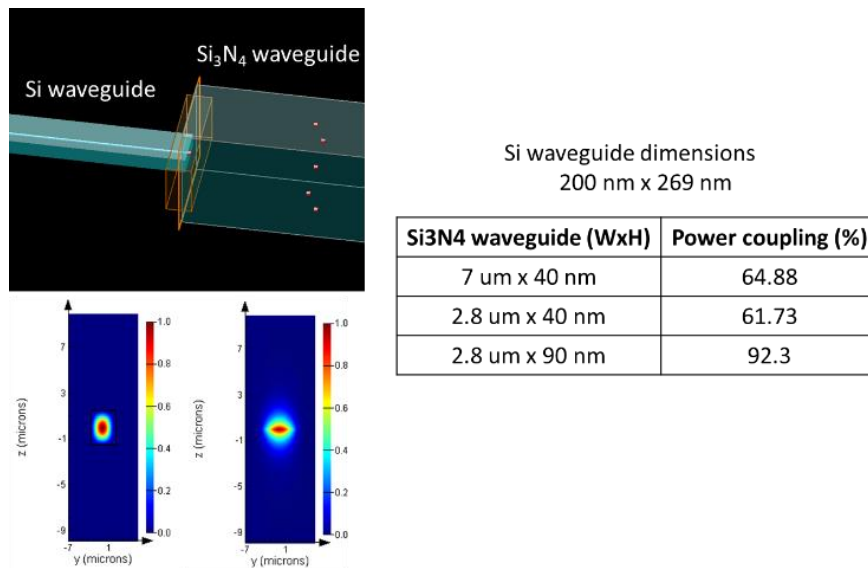 Si₃N₄ waveguide
Si waveguide
Si waveguide dimensions
200 nm x 269 nm
Si3N4 waveguide (WxH) Power coupling (%)
7 um x 40 nm 64.88
2.8 um x 40 nm 61.73
2.8 um x 90 nm 92.3
z (microns)
7
3
-1
-5
-9
-7
1
y (microns)
1.0
0.8
0.6
0.4
0.2
0.0
z (microns)
7
3
-1
-5
-9
-7
1
y (microns)
1.0
0.8
0.6
0.4
0.2
0.0